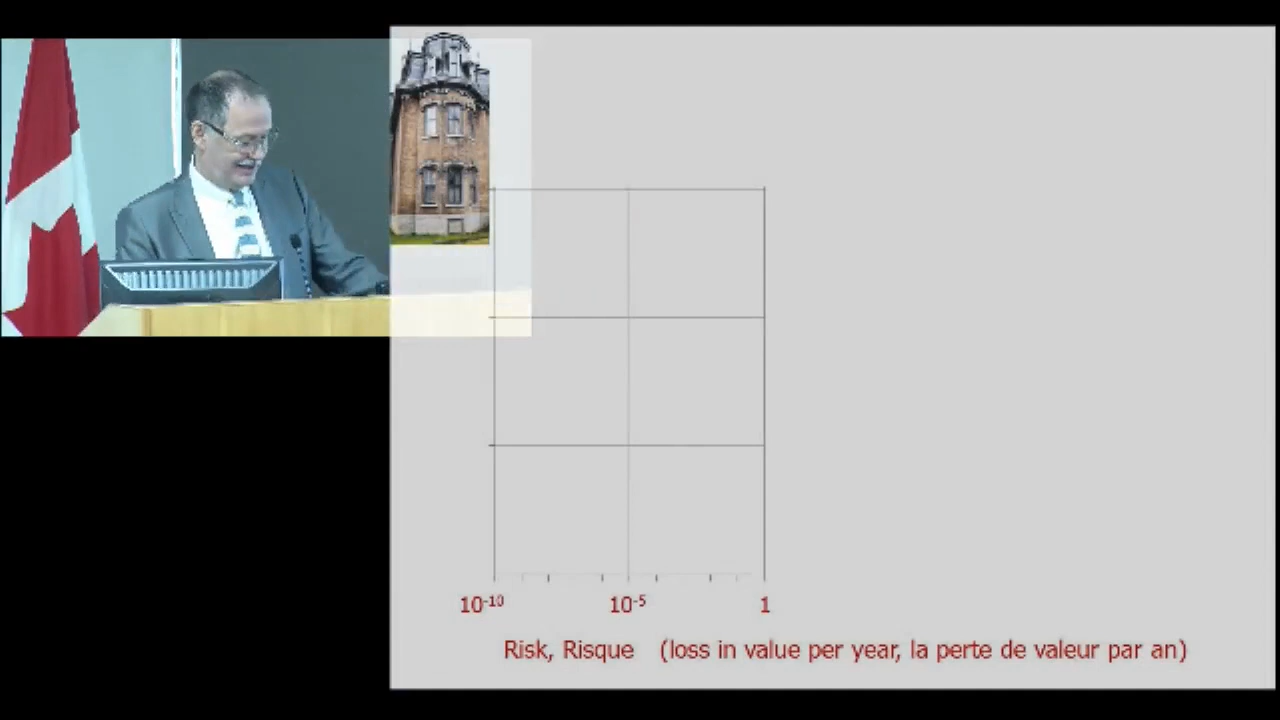 10⁻¹⁰ 10⁻⁵ 1
Risk, Risque (loss in value per year, la perte de valeur par an)